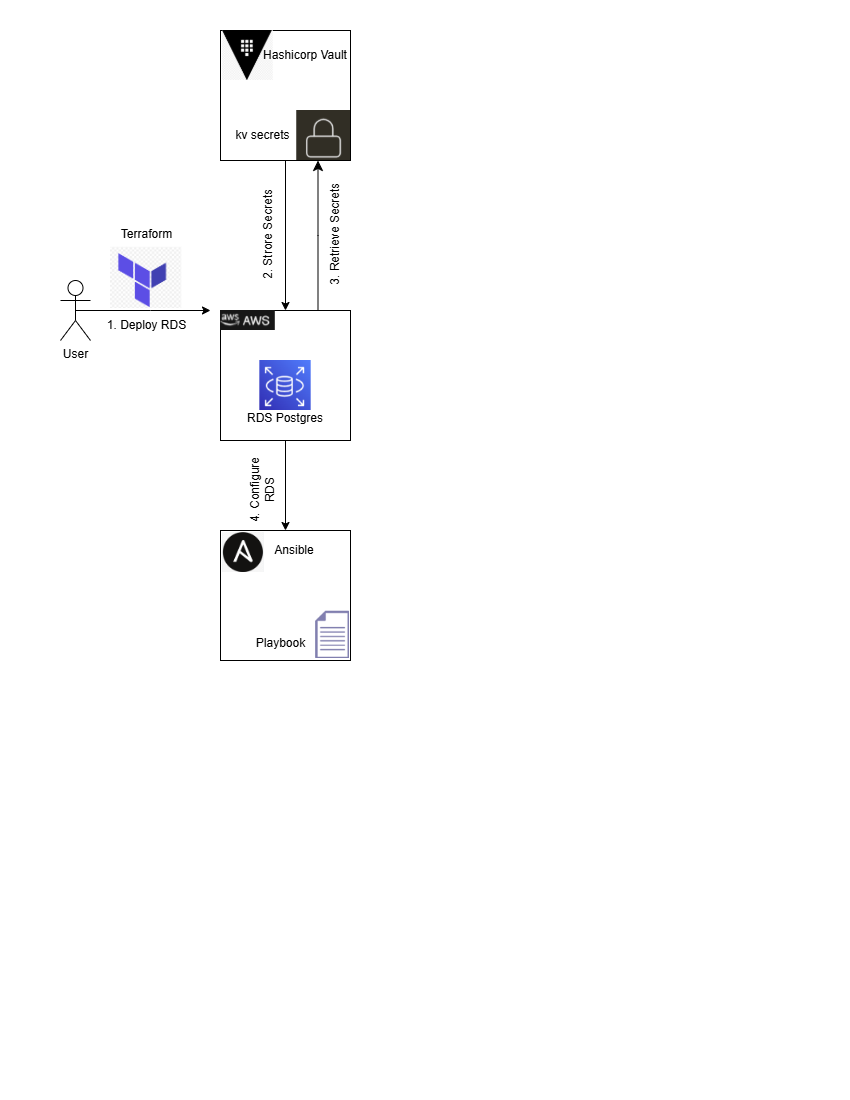 Hashicorp Vault
kv secrets
2. Strore Secrets
3. Retrieve Secrets
Terraform
1. Deploy RDS
User
aws
AWS
RDS Postgres
4. Configure
RDS
Ansible
Playbook